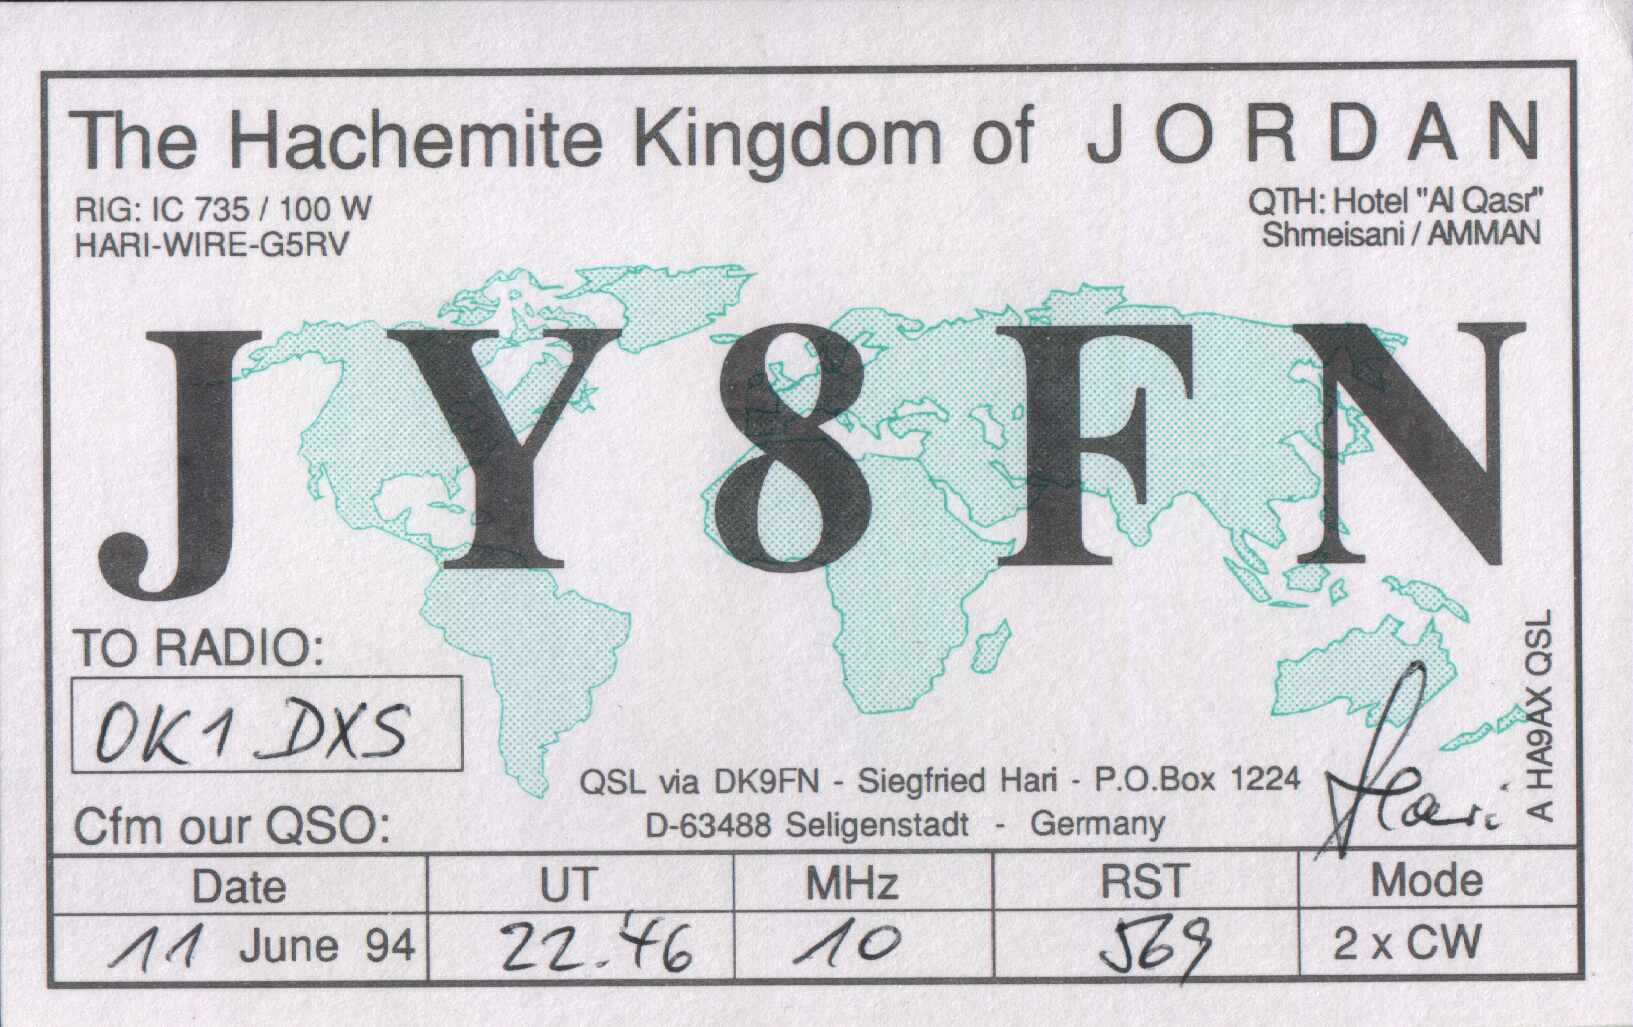 The Hachemite Kingdom of JORDAN
RIG: IC 735 / 100 W
HARI-WIRE-G5RV
QTH: Hotel "Al Qasr"
Shmeisani / AMMAN
JY8FN
TO RADIO:
OK1DXS
QSL via DK9FN - Siegfried Hari - P.O.Box 1224
D-63488 Seligenstadt - Germany
Hari
A HA9AX QSL
Cfm our QSO:
Date UT MHz RST Mode
11 June 94 22.46 10 569 2 x CW